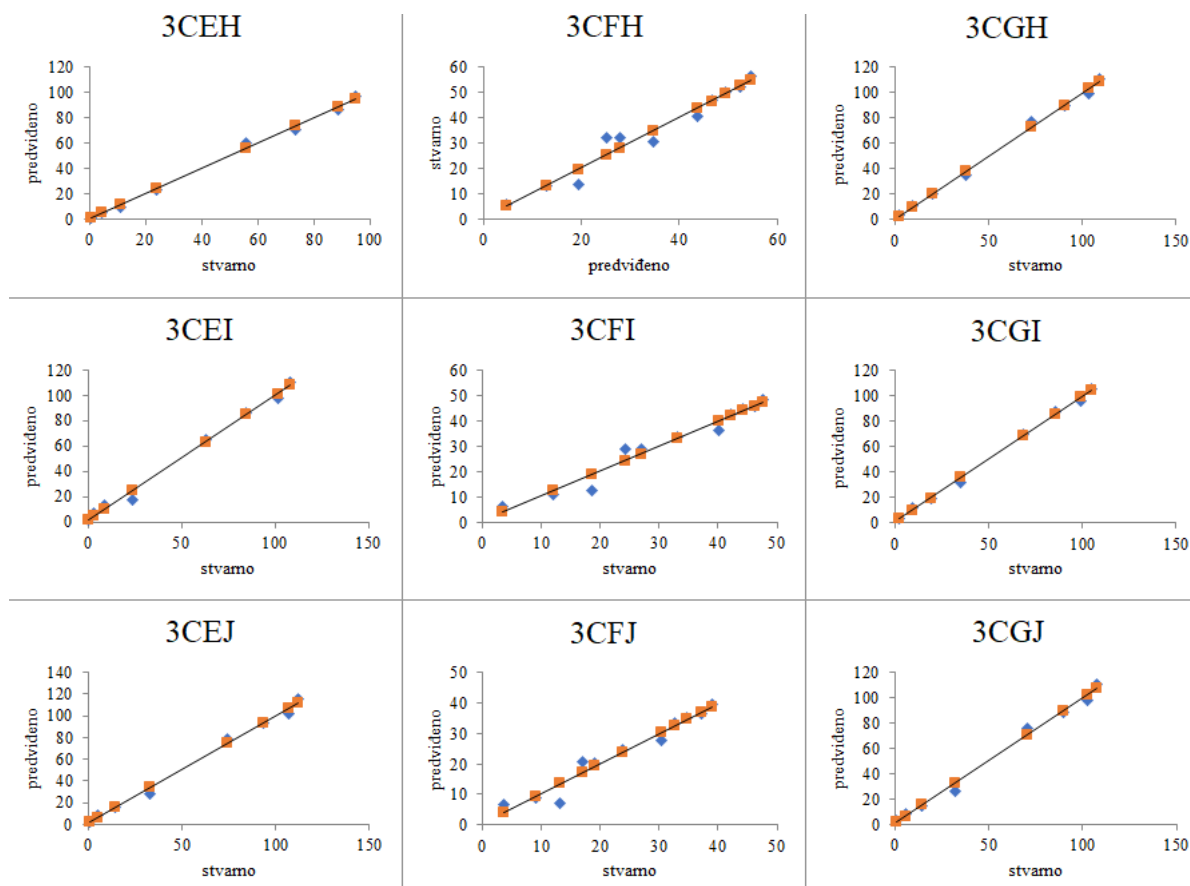 3CEH
predviđeno
120
100
80
60
40
20
0
0 20 40 60 80 100
stvarno
3CFH
stvarno
60
50
40
30
20
10
0
0 20 40 60
predviđeno
3CGH
predviđeno
120
100
80
60
40
20
0
0 50 100 150
stvarno
3CEI
predviđeno
120
100
80
60
40
20
0
0 50 100 150
stvarno
3CFI
predviđeno
60
50
40
30
20
10
0
0 10 20 30 40 50
stvarno
3CGI
predviđeno
120
100
80
60
40
20
0
0 50 100 150
stvarno
3CEJ
predviđeno
140
120
100
80
60
40
20
0
0 50 100 150
stvarno
3CFJ
predviđeno
50
40
30
20
10
0
0 10 20 30 40 50
stvarno
3CGJ
predviđeno
120
100
80
60
40
20
0
0 50 100 150
stvarno